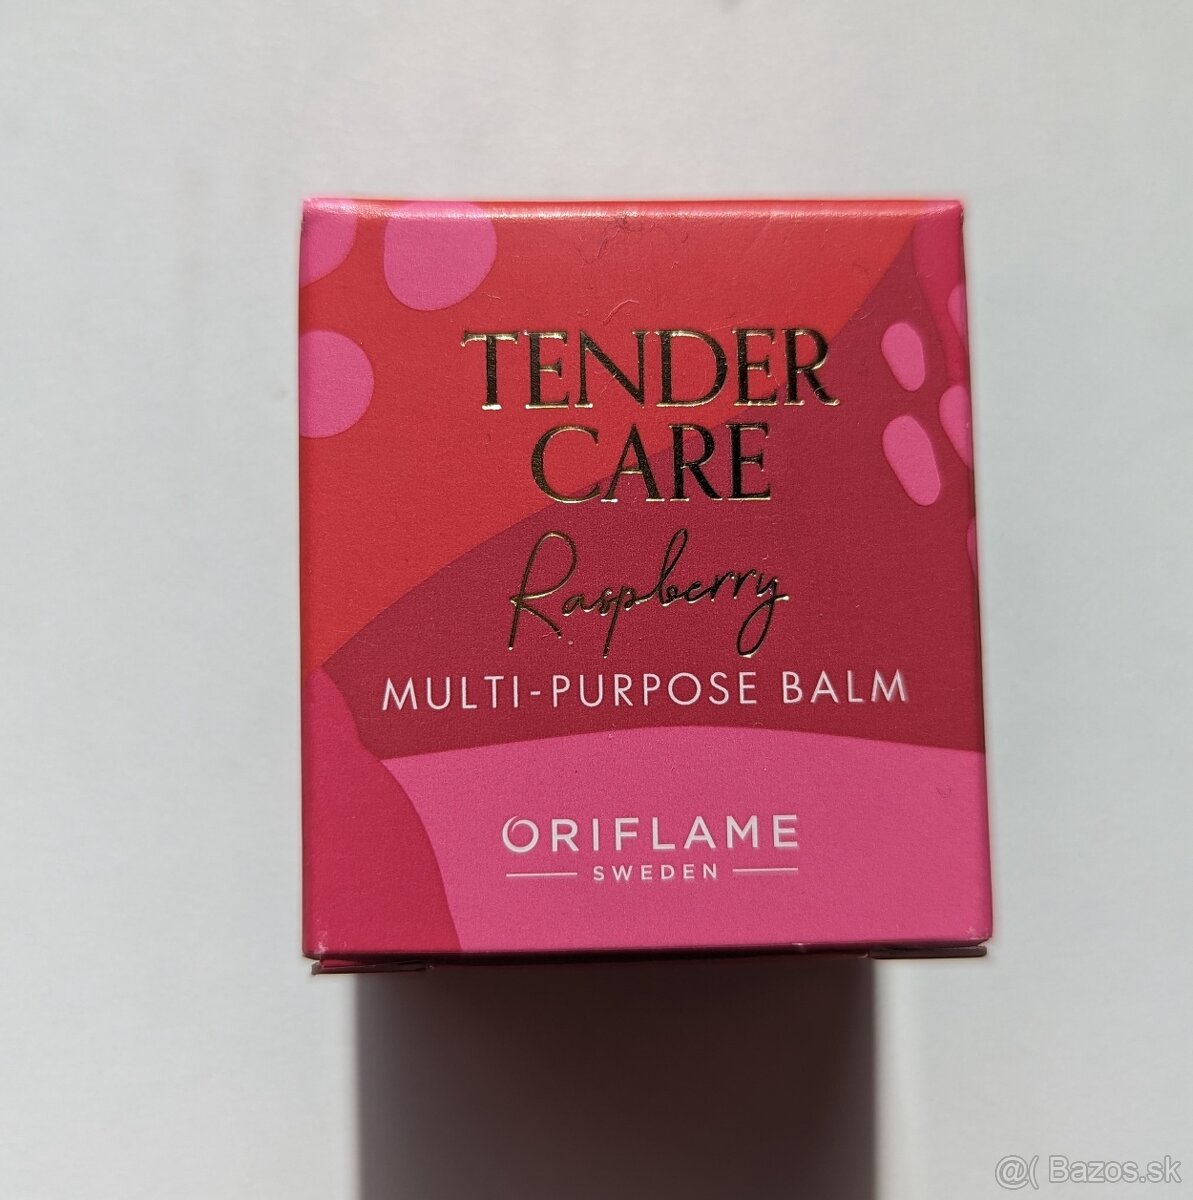 TENDER
CARE
Raspberry
MULTI-PURPOSE BALM
ORIFLAME
SWEDEN
@( Bazos.sk